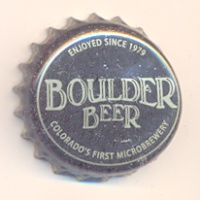 ENJOYED SINCE 1979
BOULDER
BEER
COLORADO'S FIRST MICROBREWERY